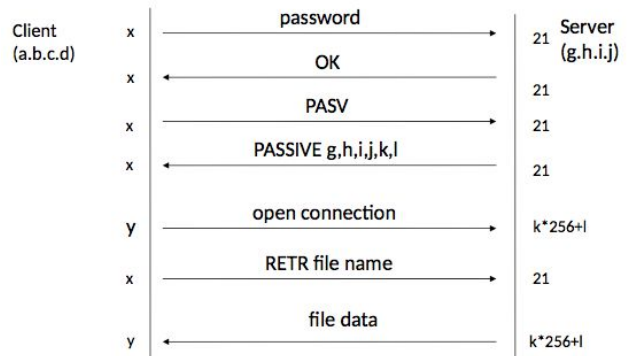 Client
(a.b.c.d)
Server
(g.h.i.j)
x password 21
x OK 21
x PASV 21
x PASSIVE g,h,i,j,k,l 21
y open connection k*256+l
x RETR file name 21
y file data k*256+l